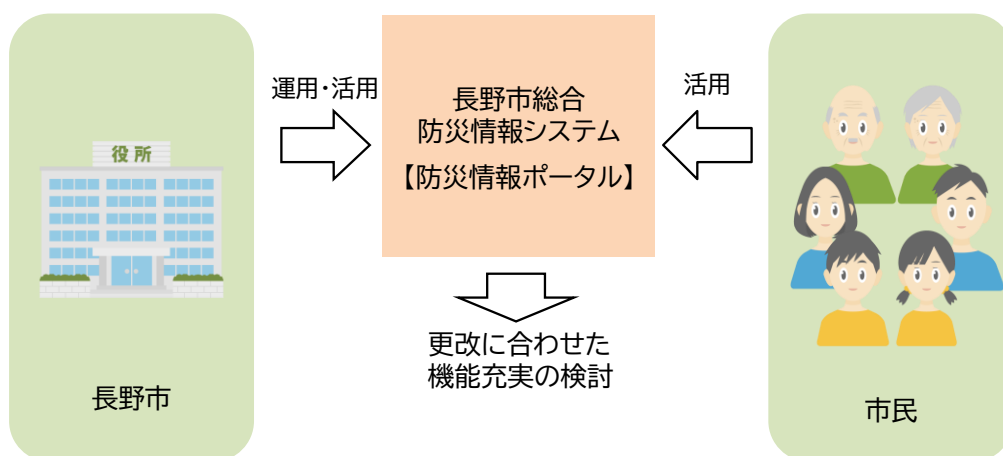 役所
長野市
運用・活用
長野市総合
防災情報システム
【防災情報ポータル】
活用
更改に合わせた
機能充実の検討
市民